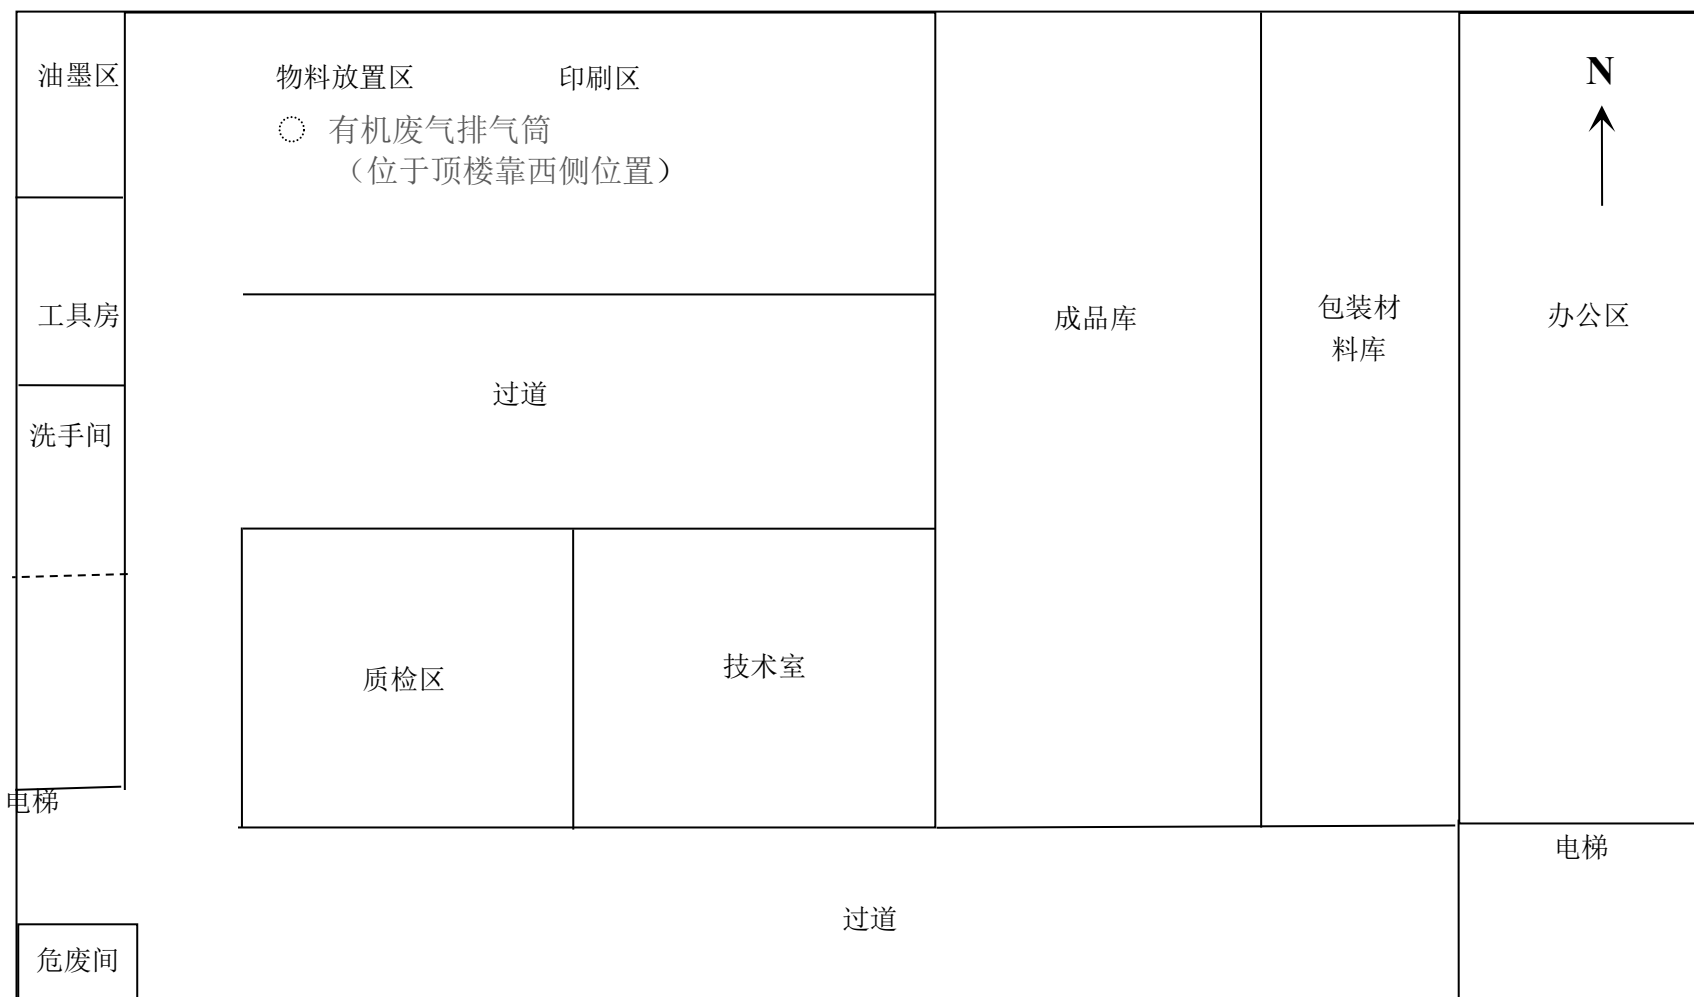 油墨区
物料放置区
印刷区
N
有机废气排气筒
（位于顶楼靠西侧位置）
工具房
成品库
包装材
料库
办公区
过道
洗手间
质检区
技术室
电梯
电梯
过道
危废间